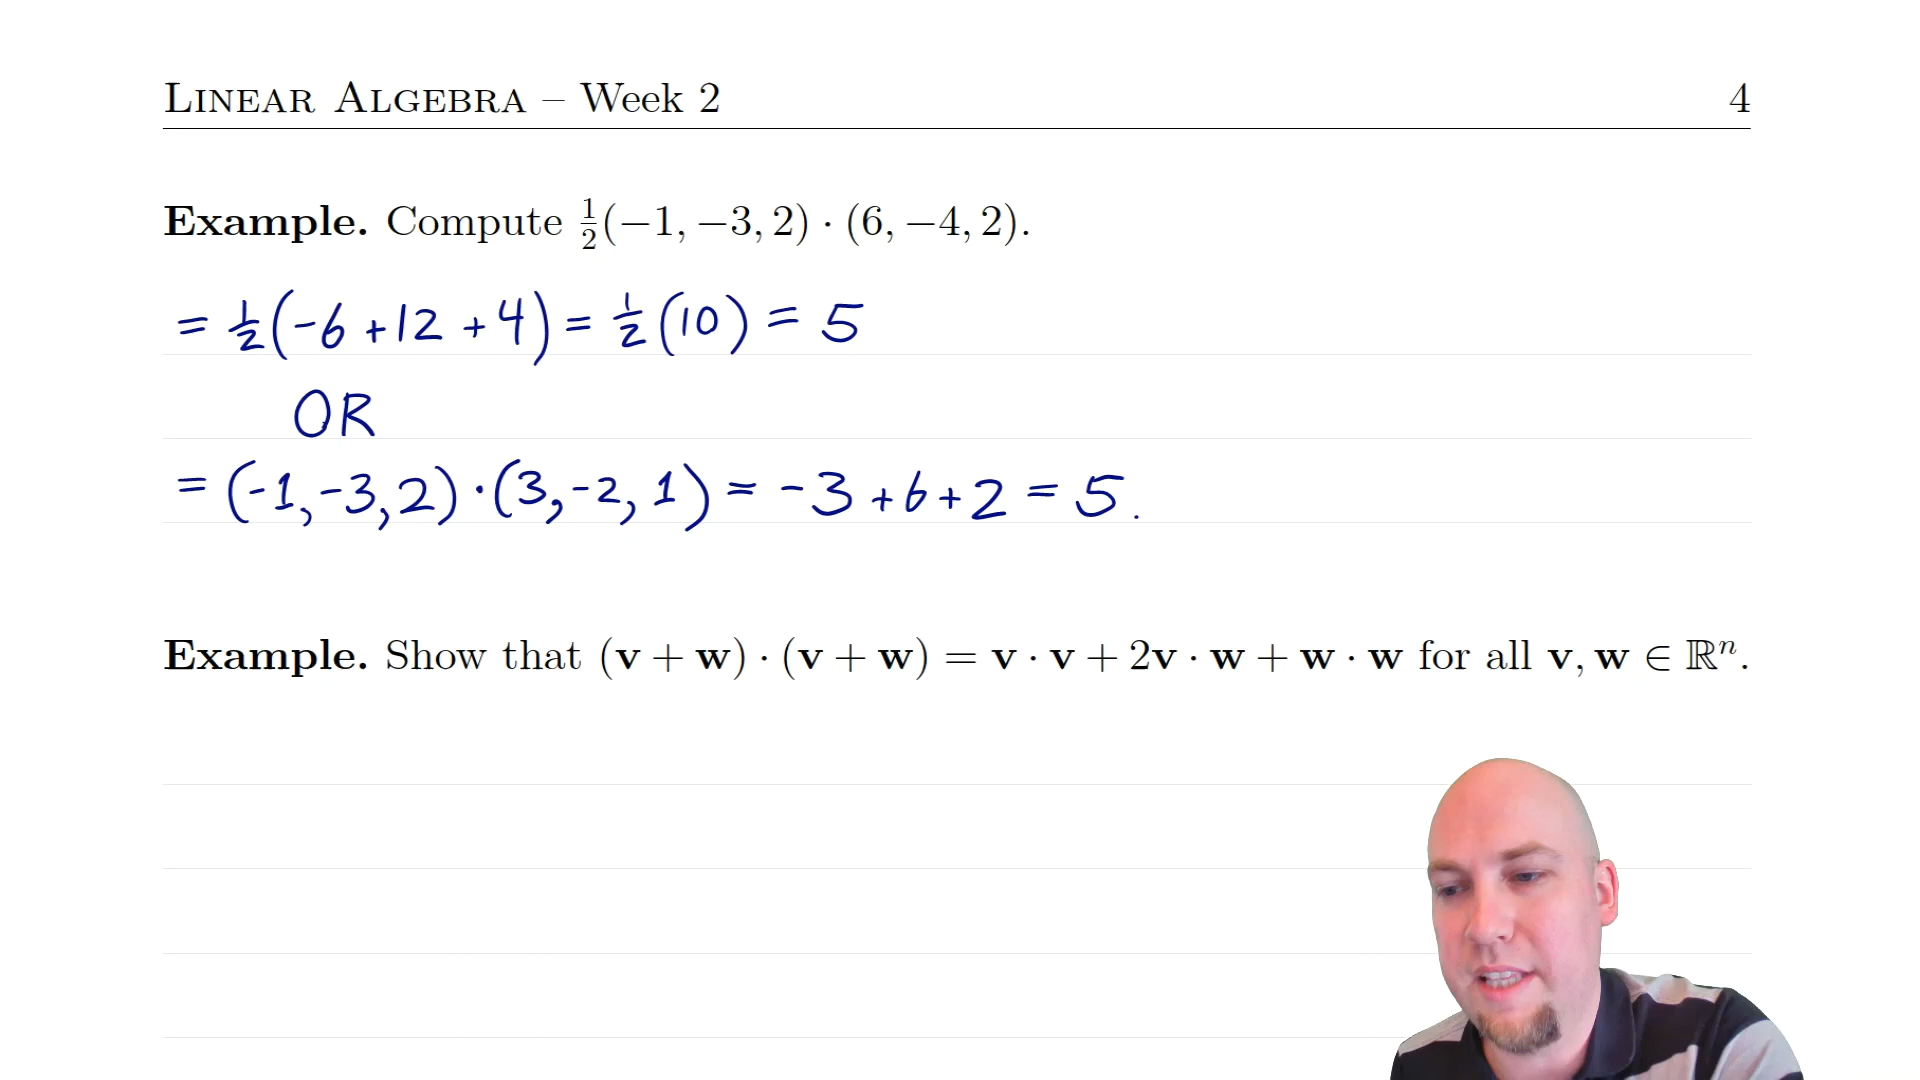 LINEAR ALGEBRA – Week 2 4
Example. Compute ½(−1, −3, 2) · (6, −4, 2).
= ½(-6 +12 +4) = ½(10) = 5
OR
= (-1, -3, 2) · (3, -2, 1) = -3 +6 +2 = 5.
Example. Show that (v + w) · (v + w) = v · v + 2v · w + w · w for all v, w ∈ ℝⁿ.